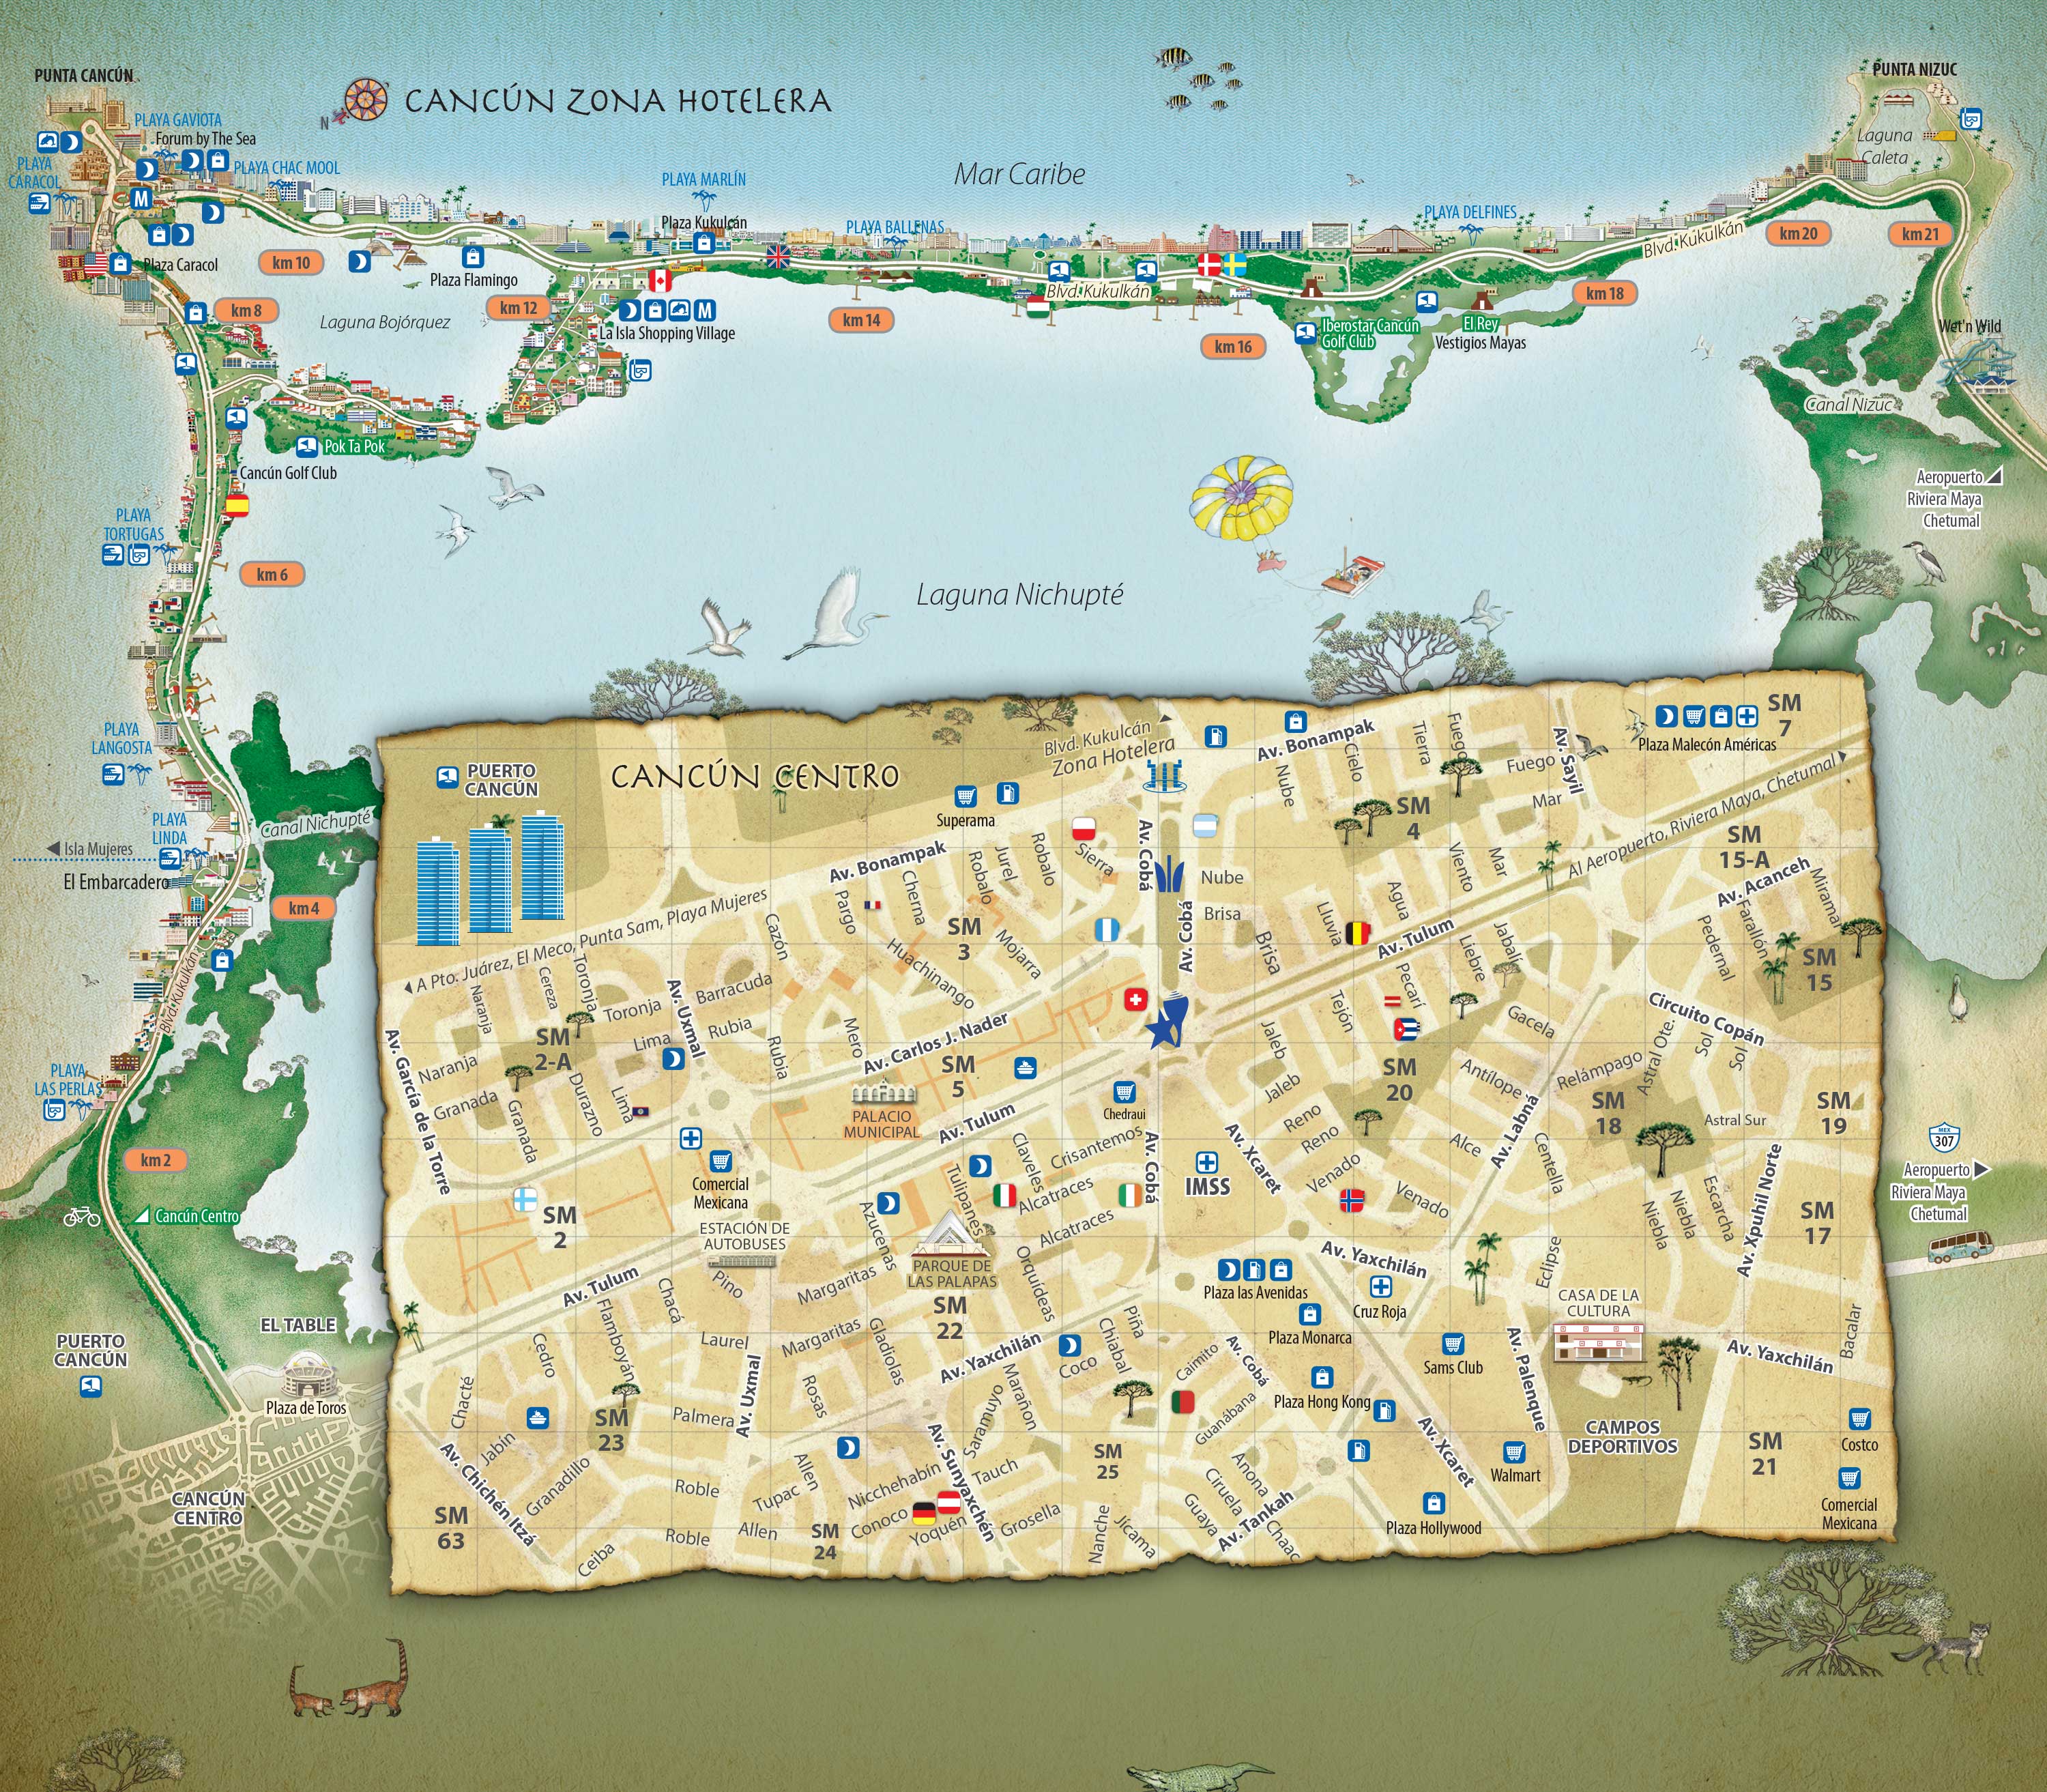 PUNTA CANCÚN
CANCÚN ZONA HOTELERA
N
PUNTA NIZUC
PLAYA GAVIOTA
Forum by The Sea
PLAYA
CARACOL
PLAYA CHAC MOOL
M
Mar Caribe
PLAYA MARLÍN
Plaza Kukulcán
PLAYA BALLENAS
PLAYA DELFINES
Laguna
Caleta
Blvd. Kukulkán
km 20
km 21
Plaza Caracol
km 10
Plaza Flamingo
km 12
km 8
Laguna Bojórquez
M
La Isla Shopping Village
km 14
Blvd. Kukulkán
km 16
Iberostar Cancún
Golf Club
El Rey
Vestigios Mayas
km 18
Wet'n Wild
Canal Nizuc
Pok Ta Pok
Cancún Golf Club
Aeropuerto
Riviera Maya
Chetumal
PLAYA
TORTUGAS
km 6
Laguna Nichupté
PLAYA
LANGOSTA
Canal Nichupté
PLAYA
LINDA
Isla Mujeres
El Embarcadero
km 4
Blvd. Kukulkán
PLAYA
LAS PERLAS
km 2
Cancún Centro
EL TABLE
PUERTO
CANCÚN
Plaza de Toros
CANCÚN
CENTRO
MEX
307
Aeropuerto
Riviera Maya
Chetumal
PUERTO
CANCÚN
CANCÚN CENTRO
Blvd. Kukulcán
Zona Hotelera
Av. Bonampak
Cielo
Nube
Tierra
Fuego
Fuego
Av. Sayil
Mar
SM
7
Plaza Malecón Américas
Al Aeropuerto, Riviera Maya, Chetumal
Superama
SM
4
SM
15-A
Av. Bonampak
Robalo
Jurel
Robalo
Sierra
Av. Cobá
Nube
Brisa
Viento
Mar
Av. Acanceh
Miramar
A Pto. Juárez, El Meco, Punta Sam, Playa Mujeres
Cazón
Pargo
Cherna
SM
3
Mojarra
Huachinango
Av. Cobá
Brisa
Lluvia
Agua
Av. Tulum
Liebre
Jabalí
Pedernal
Farallón
SM
15
Naranja
Cereza
Toronja
Toronja
Av. Uxmal
Barracuda
Rubia
Lima
Rubia
Mero
Av. Carlos J. Nader
Pecarí
Tejón
Jaleb
Gacela
Circuito Copán
SM
2-A
Naranja
Av. García de la Torre
Granada
Granada
Durazno
Lima
SM
5
PALACIO
MUNICIPAL
Av. Tulum
Chedraui
Jaleb
SM
20
Antílope
Relámpago
Astral Ote.
Sol
Sol
SM
18
Astral Sur
SM
19
Reno
Reno
Alce
Av. Labná
Centella
Comercial
Mexicana
Claveles
Crisantemos
Alcatraces
Tulipanes
Alcatraces
Av. Cobá
IMSS
Av. Xcaret
Venado
Venado
Niebla
Niebla
Escarcha
Av. Xpuhil Norte
SM
17
SM
2
ESTACIÓN DE
AUTOBUSES
Azucenas
PARQUE DE
LAS PALAPAS
Orquídeas
Av. Yaxchilán
Eclipse
Av. Tulum
Chacá
Pino
Margaritas
SM
22
Plaza las Avenidas
Cruz Roja
CASA DE LA
CULTURA
Flamboyán
Cedro
Laurel
Margaritas
Gladiolas
Av. Yaxchilán
Piña
Chiabal
Coco
Plaza Monarca
Sams Club
Av. Palenque
Av. Yaxchilán
Bacalar
Chacté
Av. Uxmal
Rosas
Marañon
Saramuyo
Caimito
Av. Cobá
Guanábana
Plaza Hong Kong
SM
23
Palmera
Jabín
Granadillo
Av. Chichén Itzá
Av. Sunyaxchén
SM
25
Anona
Ciruela
Av. Xcaret
Walmart
CAMPOS
DEPORTIVOS
SM
21
Costco
Comercial
Mexicana
Roble
Allen
Tupac
Nicchehabín
Tauch
SM
63
Roble
Allen
SM
24
Conoco
Yoquén
Grosella
Nanche
Jícama
Guaya
Av. Tankah
Chaac
Plaza Hollywood
Ceiba